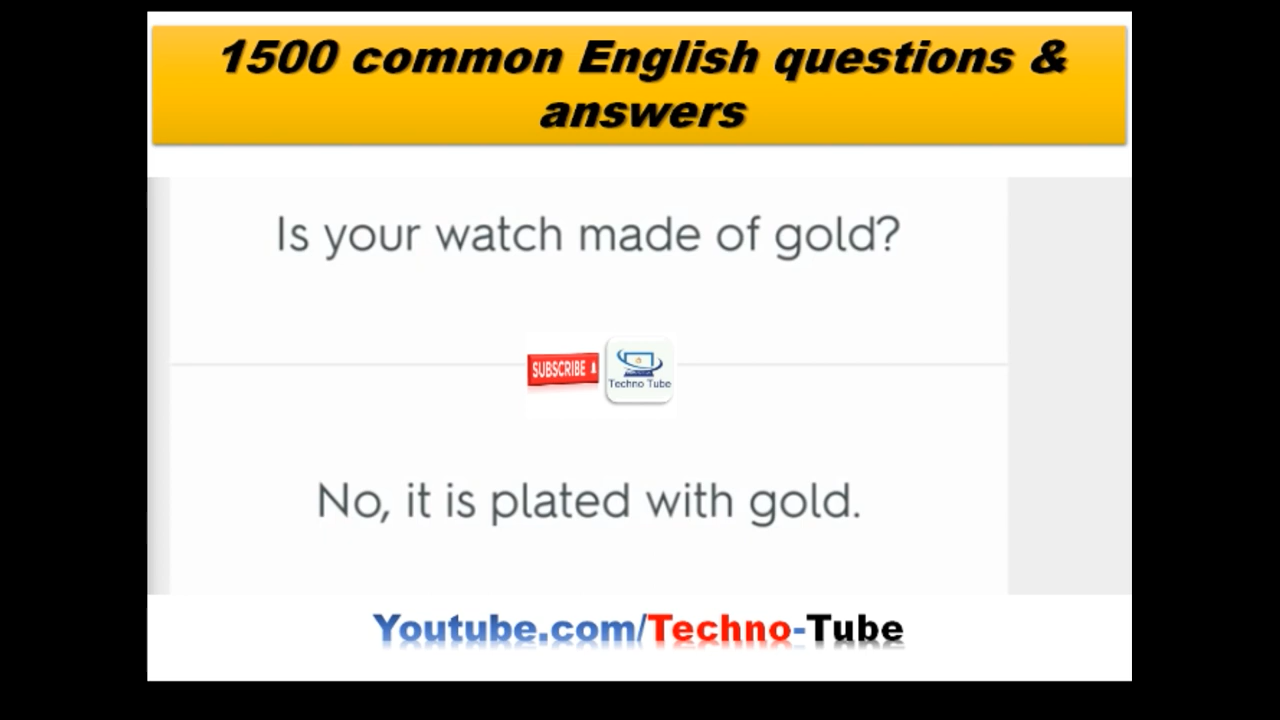 1500 common English questions &
answers
Is your watch made of gold?
SUBSCRIBE
Techno Tube
No, it is plated with gold.
Youtube.com/Techno-Tube